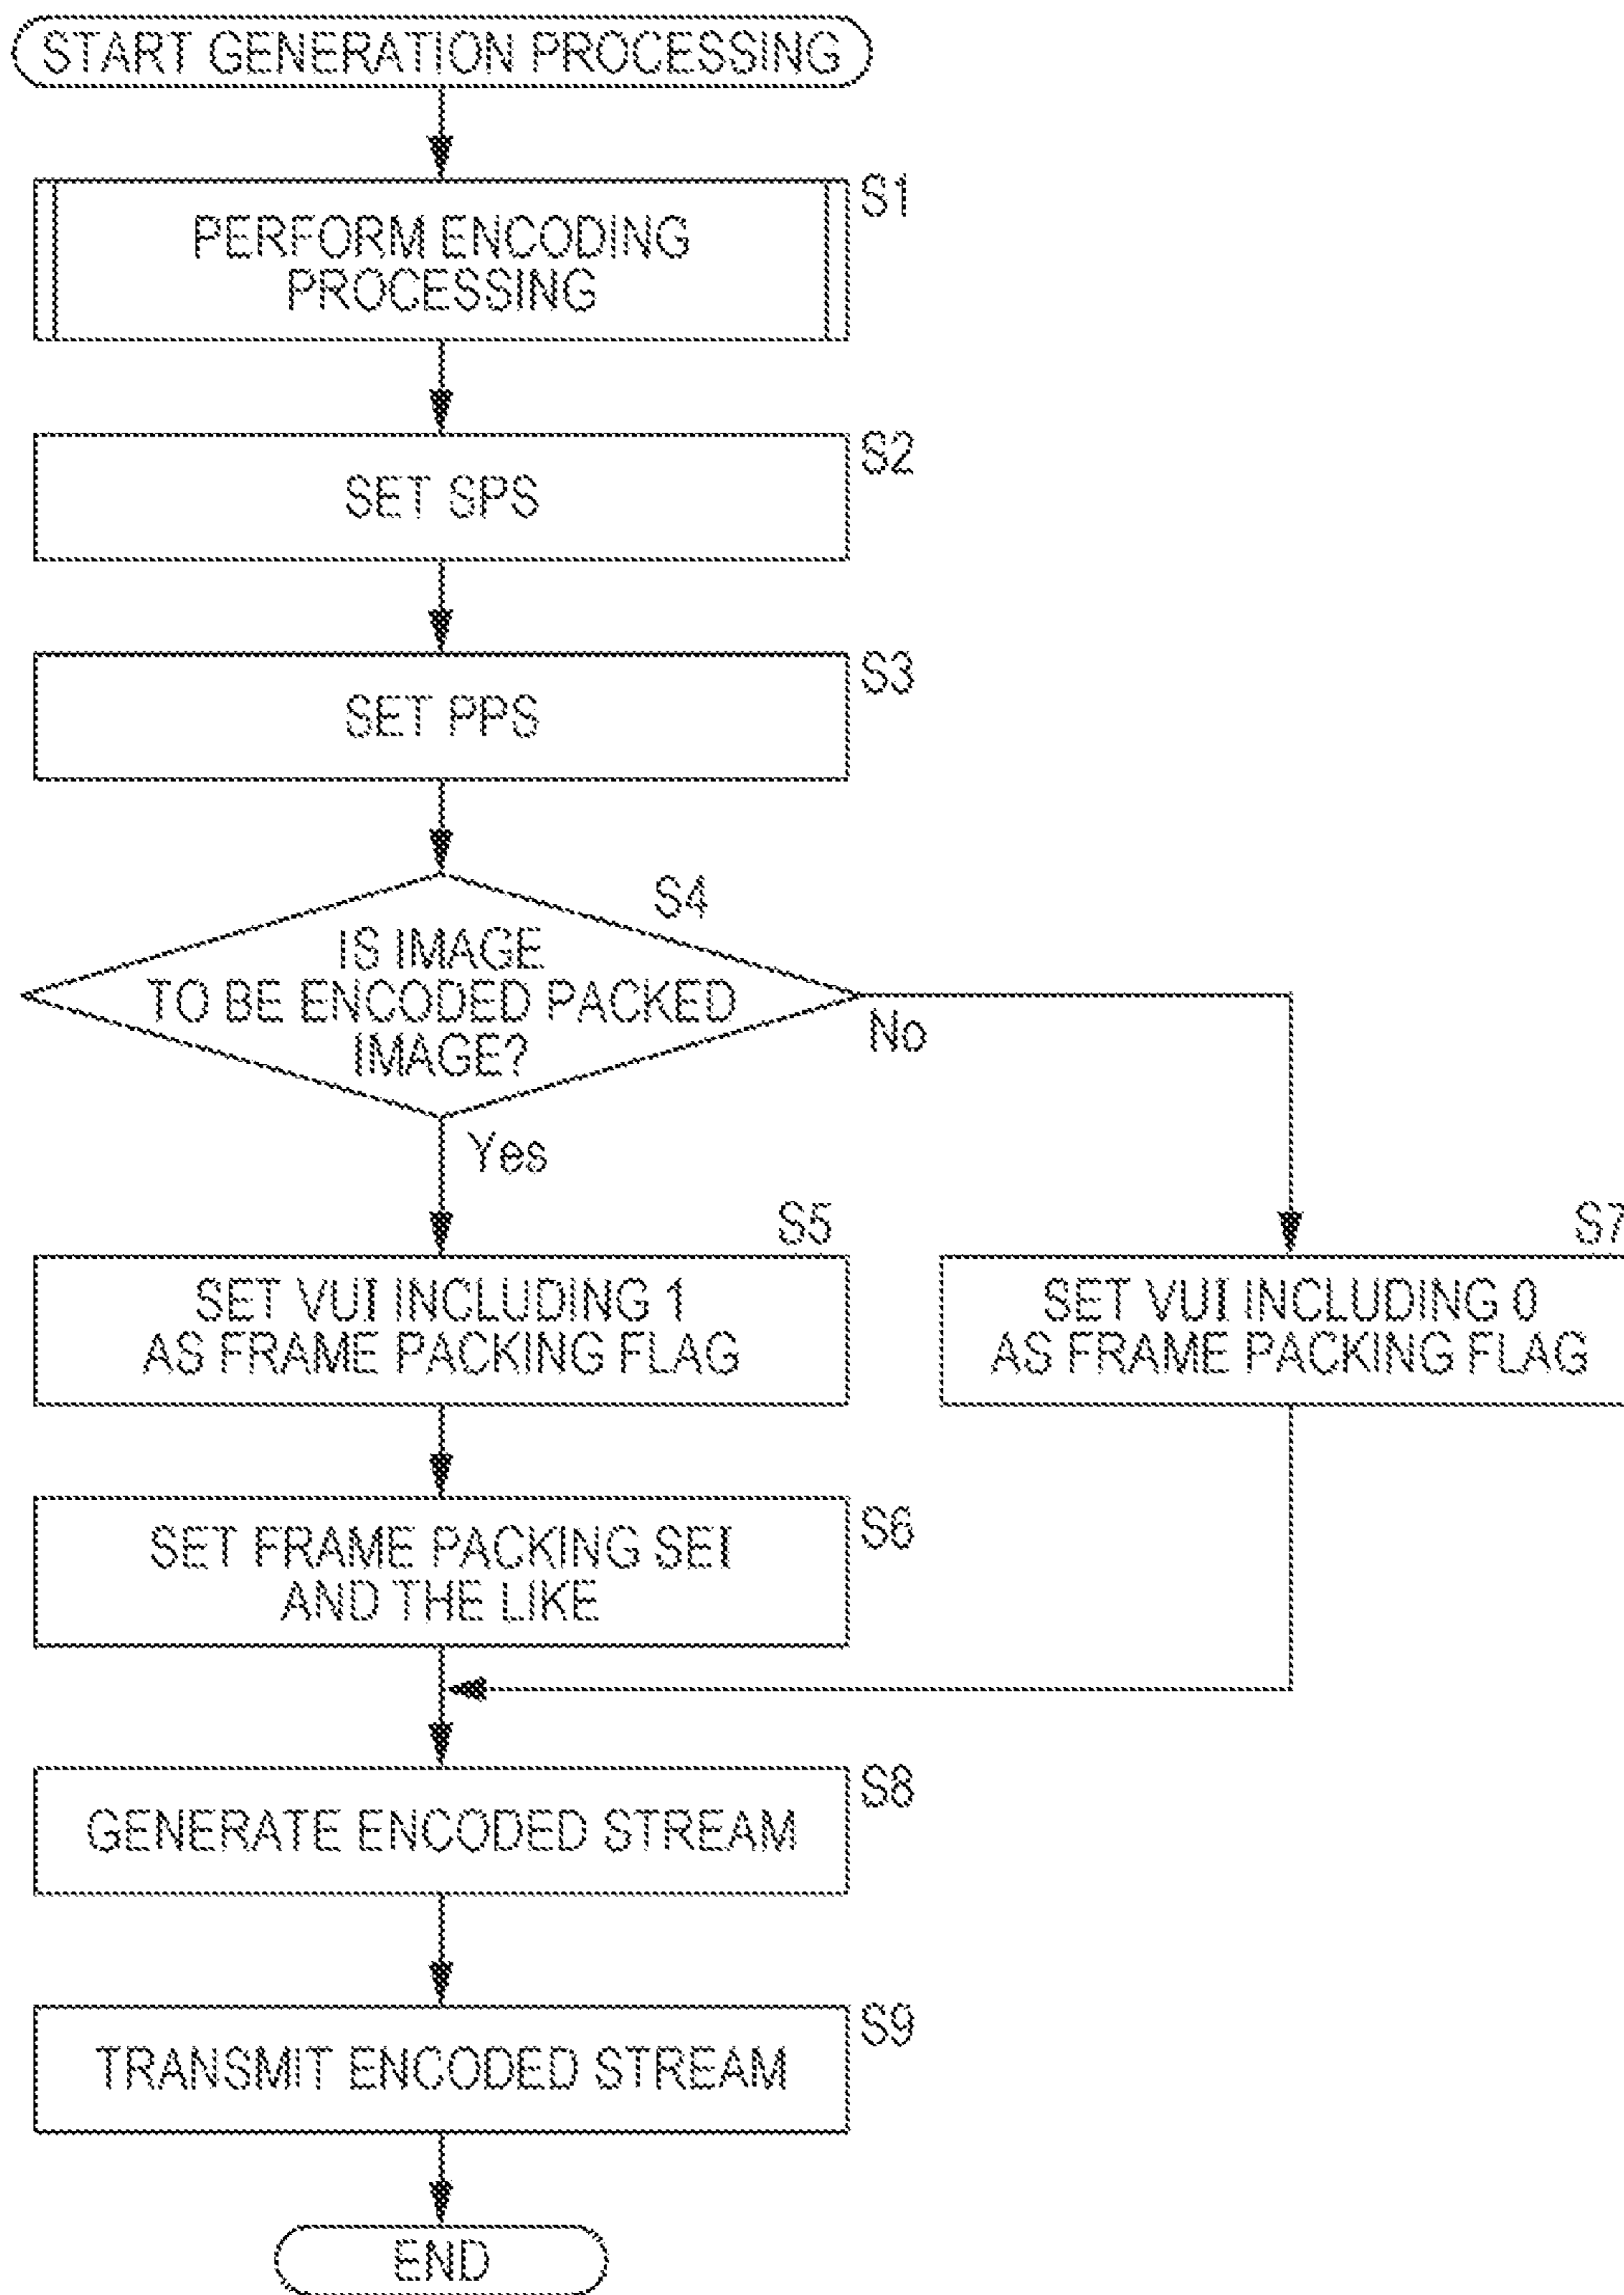 START GENERATION PROCESSING
S1
PERFORM ENCODING
PROCESSING
S2
SET SPS
S3
SET PPS
S4
IS IMAGE
TO BE ENCODED PACKED
IMAGE?
No
Yes
S5
SET VUI INCLUDING 1
AS FRAME PACKING FLAG
S7
SET VUI INCLUDING 0
AS FRAME PACKING FLAG
S6
SET FRAME PACKING SEI
AND THE LIKE
S8
GENERATE ENCODED STREAM
S9
TRANSMIT ENCODED STREAM
END